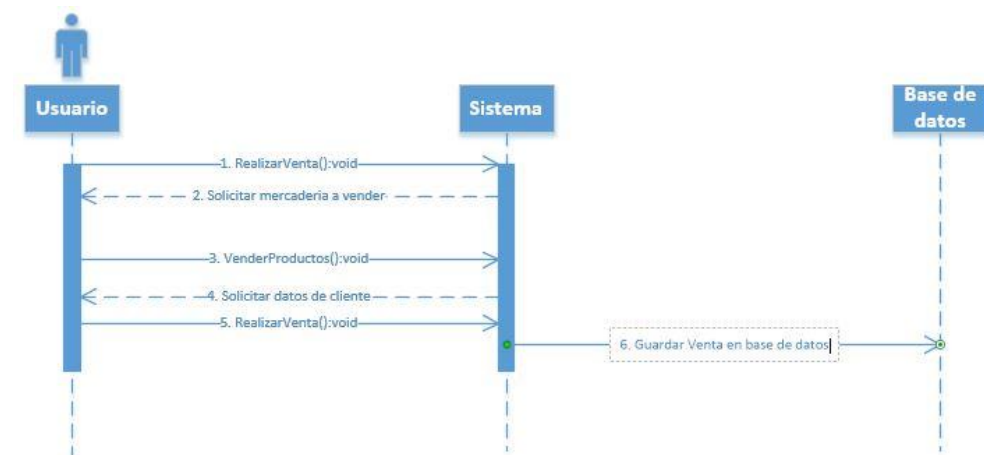 Usuario
Sistema
Base de
datos
1. RealizarVenta():void
2. Solicitar mercaderia a vender
3. VenderProductos():void
4. Solicitar datos de cliente
5. RealizarVenta():void
6. Guardar Venta en base de datos